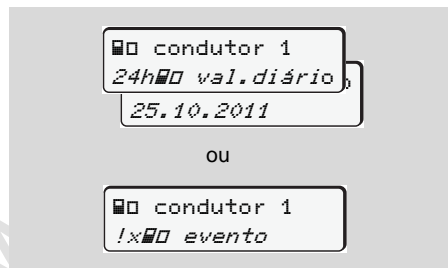 condutor 1
24h val.diário
25.10.2011
ou
condutor 1
!x evento